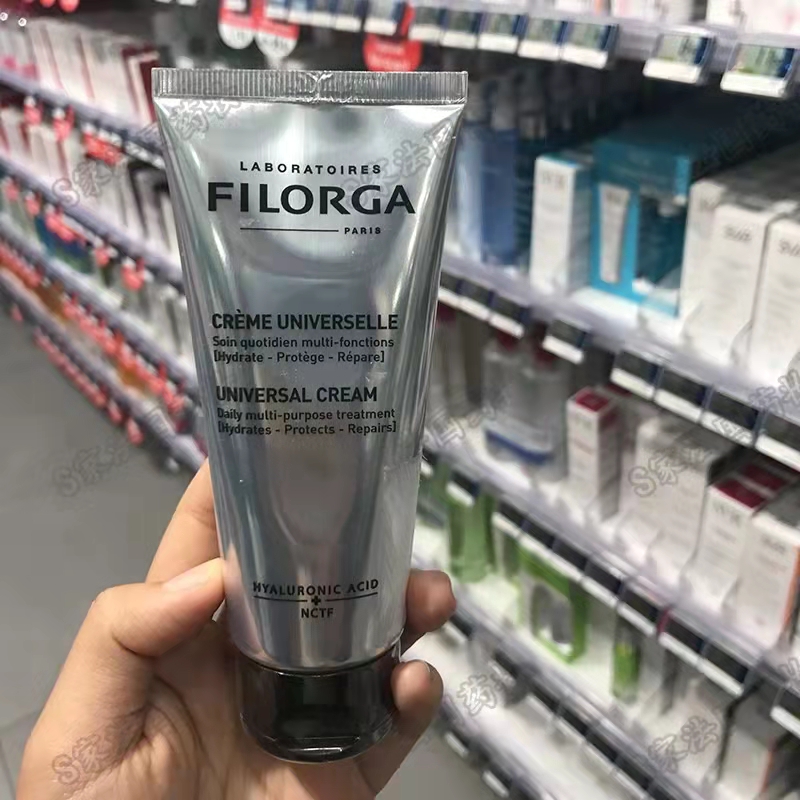 LABORATOIRES
FILORGA
PARIS
CRÈME UNIVERSELLE
Soin quotidien multi-fonctions
[Hydrate - Protège - Répare]
UNIVERSAL CREAM
Daily multi-purpose treatment
[Hydrates - Protects - Repairs]
HYALURONIC ACID
+
NCTF